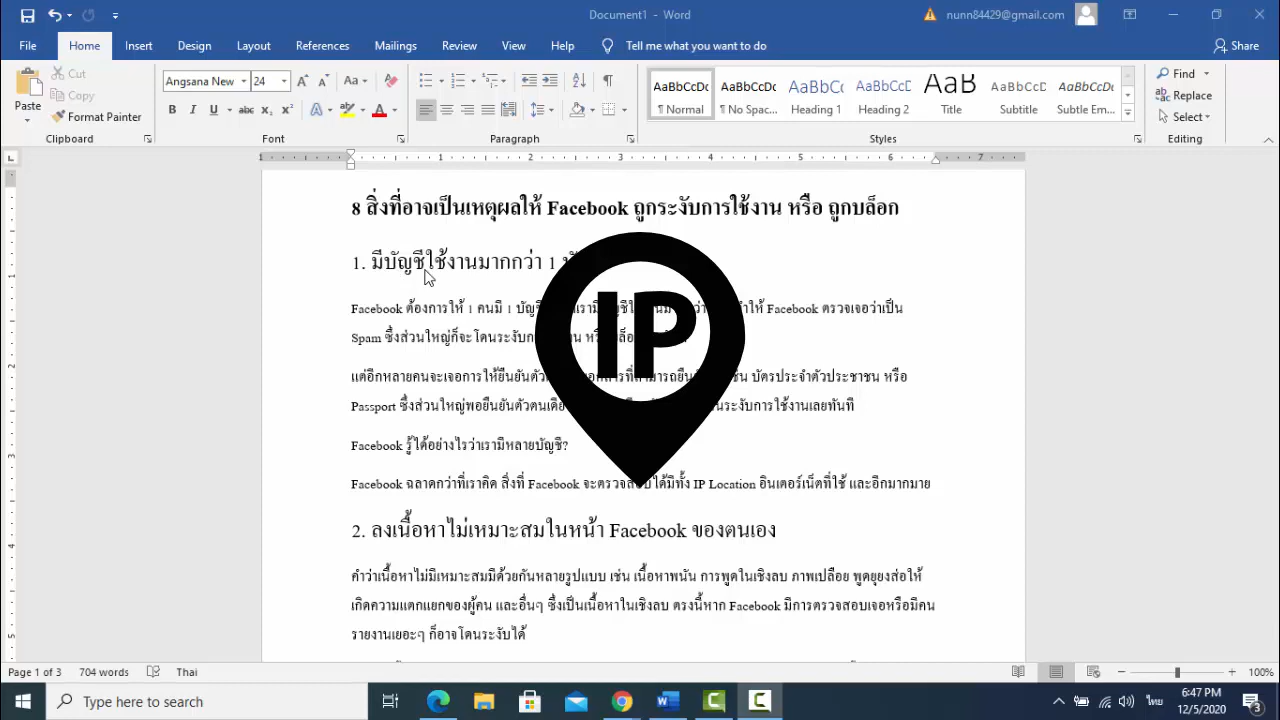 Document1 - Word
nunn84429@gmail.com
File Home Insert Design Layout References Mailings Review View Help Tell me what you want to do Share
Cut
Copy
Paste
Format Painter
Angsana New 24
Aa
B I U abc X₂ X²
AaBbCcDc AaBbCcDc AaBbCc AaBbCcD AaB AaBbCcD AaBbCcDc
¶ Normal ¶ No Spac... Heading 1 Heading 2 Title Subtitle Subtle Em...
Find
Replace
Select
Clipboard Font Paragraph Styles Editing
1 1 2 3 4 5 6 7
8 สิ่งที่อาจเป็นเหตุผลให้ Facebook ถูกระงับการใช้งาน หรือ ถูกบล็อก
1. มีบัญชีใช้งานมากกว่า 1
IP
Facebook ต้องการให้ 1 คนมี 1 ให้ Facebook ตรวจเจอว่าเป็น
Spam ซึ่งส่วนใหญ่ก็จะโดนระงับ
แต่อีกหลายคนจะเจอการให้ยืนยันตัว บัตรประจำตัวประชาชน หรือ
Passport ซึ่งส่วนใหญ่พอยืนยันตัวตน ระงับการใช้งานเลยทันที
Facebook รู้ได้อย่างไรว่าเรามีหลายบัญชี?
Facebook ฉลาดกว่าที่เราคิด สิ่งที่ Facebook จะตรวจสอบได้มีทั้ง IP Location อินเตอร์เน็ตที่ใช้ และอีกมากมาย
2. ลงเนื้อหาไม่เหมาะสมในหน้า Facebook ของตนเอง
คำว่าเนื้อหาไม่มีเหมาะสมมีด้วยกันหลายรูปแบบ เช่น เนื้อหาพนัน การพูดในเชิงลบ ภาพเปลือย พูดยุยงส่อให้
เกิดความแตกแยกของผู้คน และอื่นๆ ซึ่งเป็นเนื้อหาในเชิงลบ ตรงนี้หาก Facebook มีการตรวจสอบเจอหรือมีคน
รายงานเยอะๆ ก็อาจโดนระงับได้
Page 1 of 3 704 words Thai 100%
Type here to search
ไทย
6:47 PM
12/5/2020
3